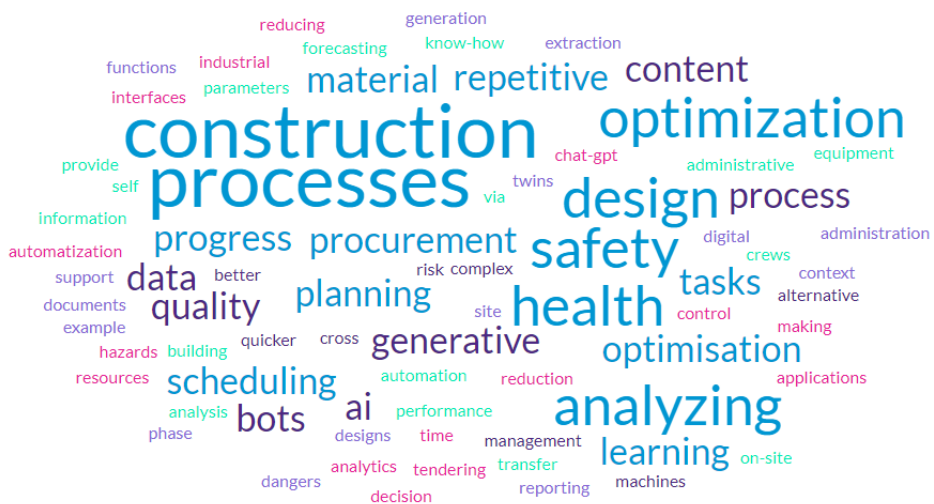 generation
reducing
know-how
extraction
forecasting
industrial
functions
material
repetitive
content
parameters
interfaces
construction
optimization
chat-gpt
equipment
administrative
provide
processes
twins
self
via
design
process
information
progress
procurement
safety
digital
administration
automatization
crews
support
data
better
risk
complex
tasks
context
documents
quality
planning
site
health
control
alternative
example
making
quicker
cross
generative
optimisation
hazards
building
resources
scheduling
automation
reduction
applications
analysis
bots
ai
performance
analyzing
phase
designs
time
management
learning
on-site
analytics
tendering
transfer
dangers
reporting
machines
decision